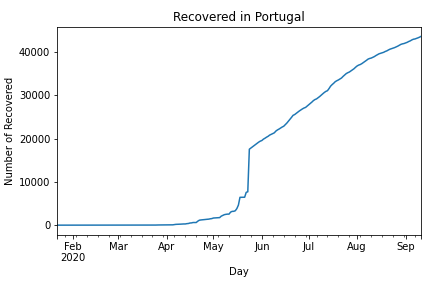 Recovered in Portugal
Number of Recovered
40000
30000
20000
10000
0
Feb Mar Apr May Jun Jul Aug Sep
2020
Day